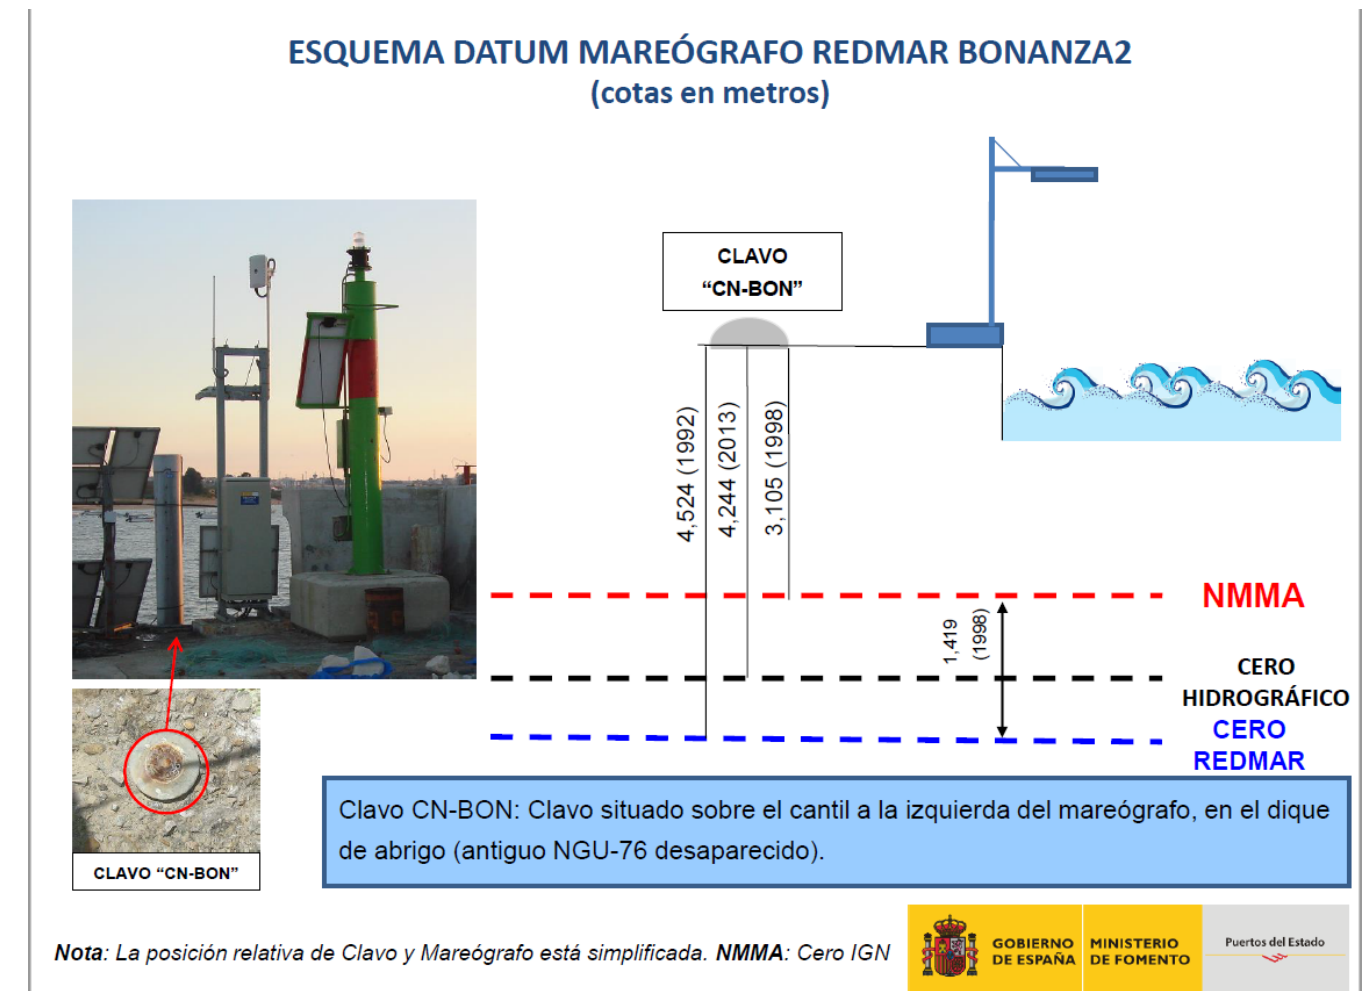 ESQUEMA DATUM MAREÓGRAFO REDMAR BONANZA2
(cotas en metros)
CLAVO
“CN-BON”
4,524 (1992)
4,244 (2013)
3,105 (1998)
NMMA
1,419
(1998)
CERO
HIDROGRÁFICO
CERO
REDMAR
Clavo CN-BON: Clavo situado sobre el cantil a la izquierda del mareógrafo, en el dique
de abrigo (antiguo NGU-76 desaparecido).
CLAVO “CN-BON”
Nota: La posición relativa de Clavo y Mareógrafo está simplificada. NMMA: Cero IGN
GOBIERNO
DE ESPAÑA
MINISTERIO
DE FOMENTO
Puertos del Estado